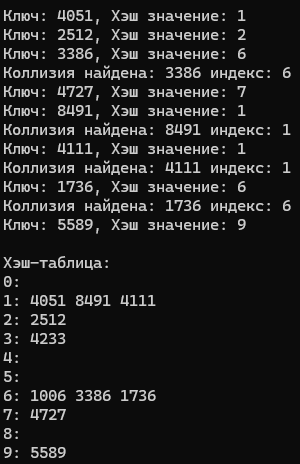 Ключ: 4051, Хэш значение: 1
Ключ: 2512, Хэш значение: 2
Ключ: 3386, Хэш значение: 6
Коллизия найдена: 3386 индекс: 6
Ключ: 4727, Хэш значение: 7
Ключ: 8491, Хэш значение: 1
Коллизия найдена: 8491 индекс: 1
Ключ: 4111, Хэш значение: 1
Коллизия найдена: 4111 индекс: 1
Ключ: 1736, Хэш значение: 6
Коллизия найдена: 1736 индекс: 6
Ключ: 5589, Хэш значение: 9
Хэш-таблица:
0:
1: 4051 8491 4111
2: 2512
3: 4233
4:
5:
6: 1006 3386 1736
7: 4727
8:
9: 5589